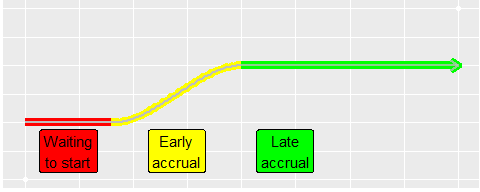 Waiting
to start
Early
accrual
Late
accrual